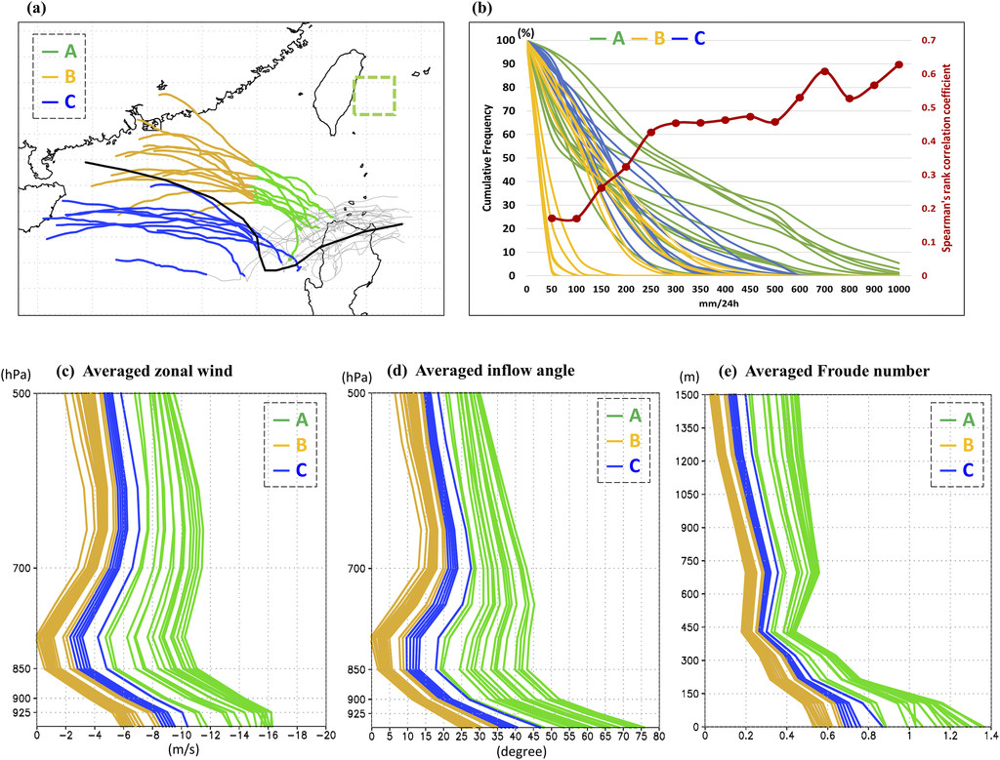 (a)
A
B
C
(b)
(%)
A B C
100
90
80
70
60
50
40
30
20
10
0
Cumulative Frequency
0 50 100 150 200 250 300 350 400 450 500 600 700 800 900 1000
mm/24h
0.7
0.6
0.5
0.4
0.3
0.2
0.1
0
Spearman's rank correlation coefficient
(c) Averaged zonal wind
(hPa)
500
700
850
900
925
A
B
C
0 −2 −4 −6 −8 −10 −12 −14 −16 −18 −20
(m/s)
(d) Averaged inflow angle
(hPa)
500
700
850
900
925
A
B
C
0 5 10 15 20 25 30 35 40 45 50 55 60 65 70 75 80
(degree)
(e) Averaged Froude number
(m)
1500
1350
1200
1050
900
750
600
450
300
150
0
A
B
C
0 0.2 0.4 0.6 0.8 1 1.2 1.4